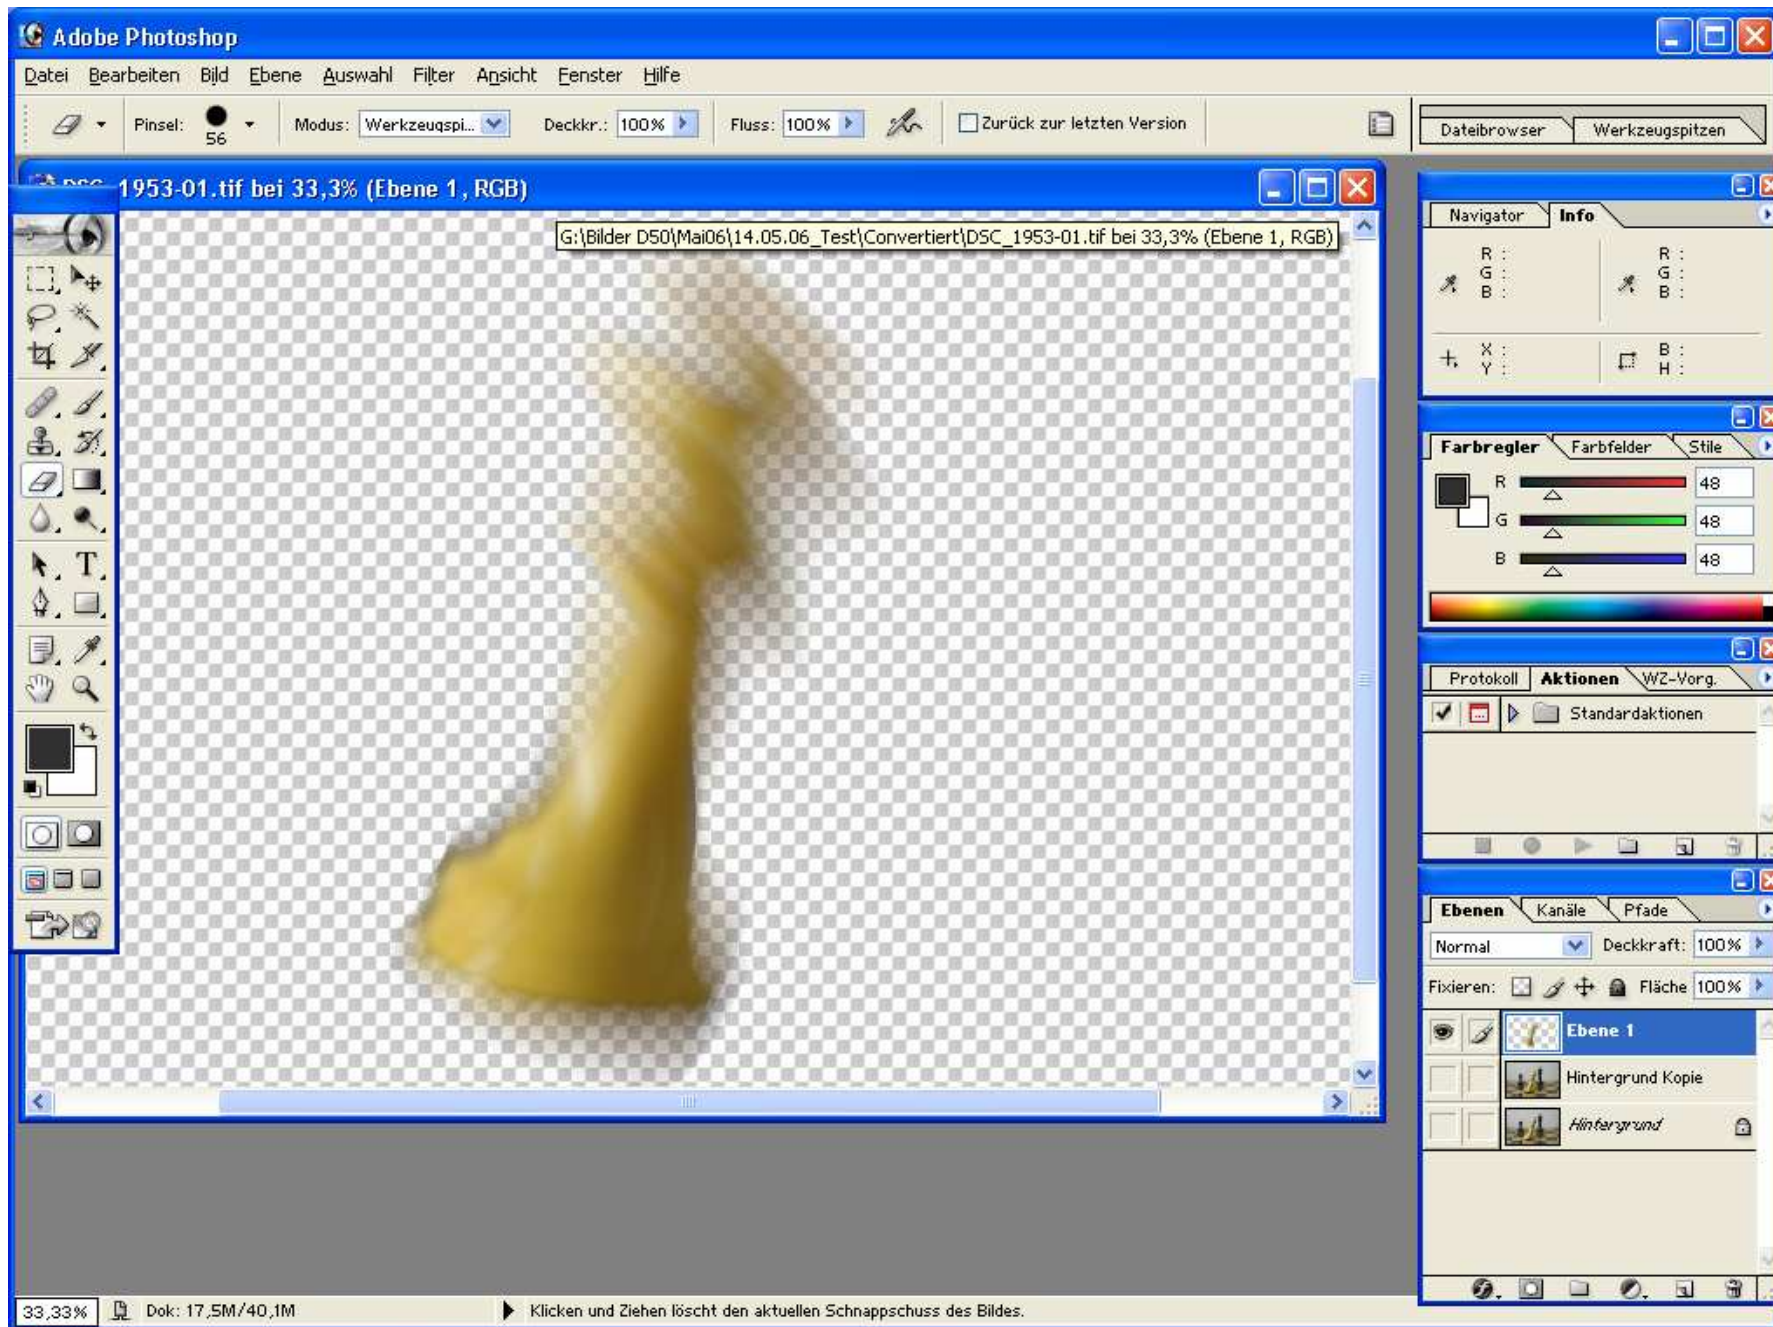 Adobe Photoshop
Datei Bearbeiten Bild Ebene Auswahl Filter Ansicht Fenster Hilfe
Pinsel: 56 Modus: Werkzeugspi... Deckkr.: 100% Fluss: 100% Zurück zur letzten Version Dateibrowser Werkzeugspitzen
1953-01.tif bei 33,3% (Ebene 1, RGB)
G:\Bilder D50\Mai06\14.05.06_Test\Convertiert\DSC_1953-01.tif bei 33,3% (Ebene 1, RGB)
Navigator Info
R : R :
G : G :
B : B :
X : B :
Y : H :
Farbregler Farbfelder Stile
R 48
G 48
B 48
Protokoll Aktionen WZ-Vorg.
Standardaktionen
Ebenen Kanäle Pfade
Normal Deckkraft: 100%
Fixieren: Fläche 100%
Ebene 1
Hintergrund Kopie
Hintergrund
33,33% Dok: 17,5M/40,1M Klicken und Ziehen löscht den aktuellen Schnappschuss des Bildes.